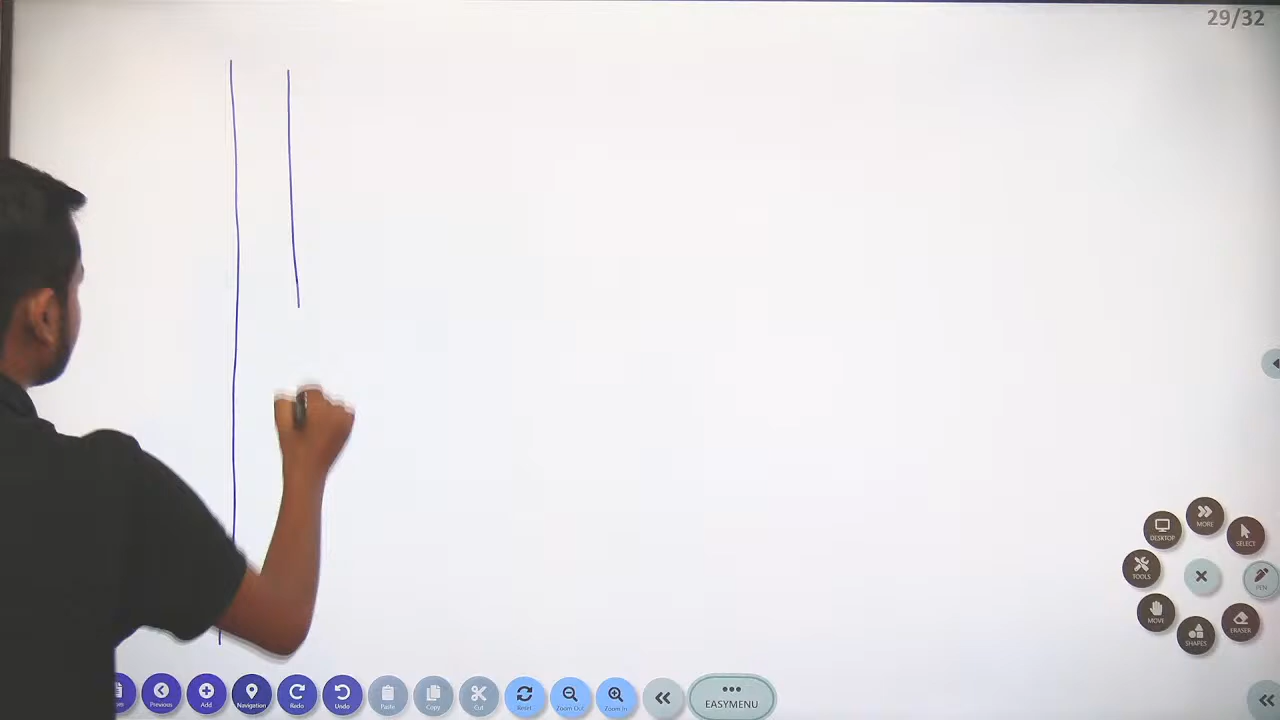 29/32
DESKTOP
MORE
SELECT
TOOLS
PEN
MOVE
SHAPES
ERASER
Previous
Add
Navigation
Redo
Undo
Paste
Copy
Cut
Reset
Zoom Out
Zoom In
EASYMENU